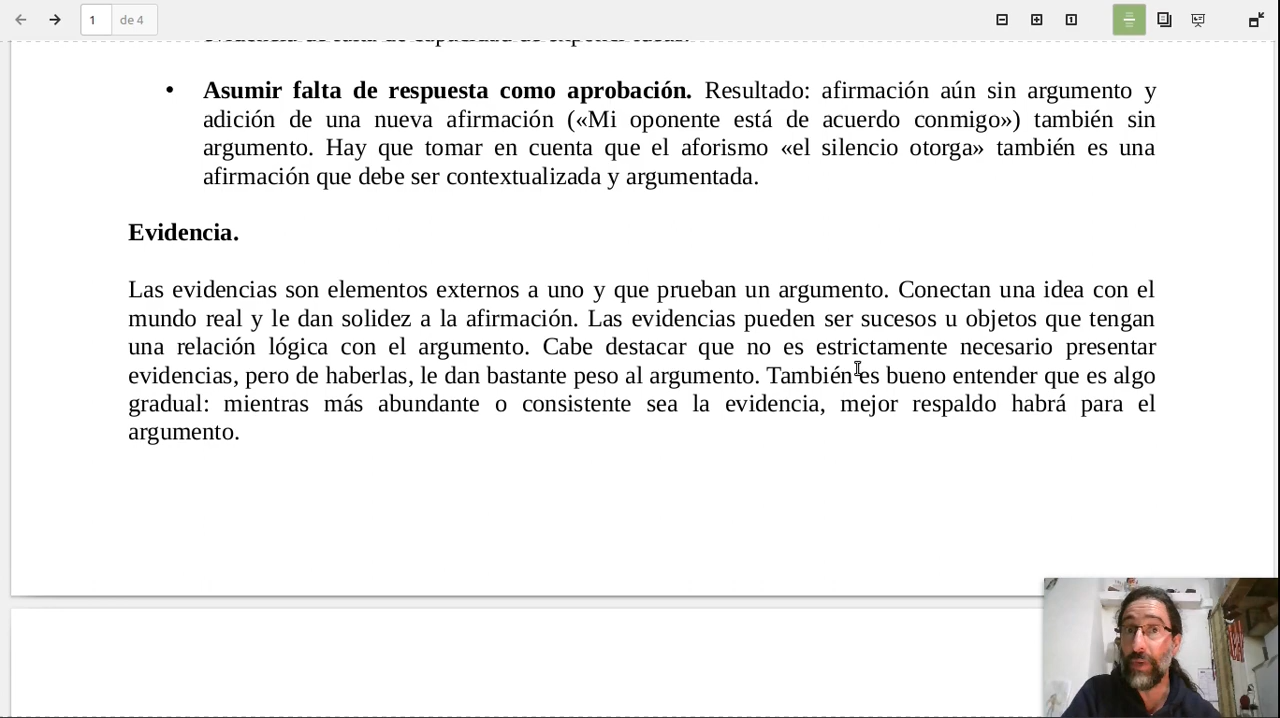 1 de 4
• Asumir falta de respuesta como aprobación. Resultado: afirmación aún sin argumento y
adición de una nueva afirmación («Mi oponente está de acuerdo conmigo») también sin
argumento. Hay que tomar en cuenta que el aforismo «el silencio otorga» también es una
afirmación que debe ser contextualizada y argumentada.
Evidencia.
Las evidencias son elementos externos a uno y que prueban un argumento. Conectan una idea con el
mundo real y le dan solidez a la afirmación. Las evidencias pueden ser sucesos u objetos que tengan
una relación lógica con el argumento. Cabe destacar que no es estrictamente necesario presentar
evidencias, pero de haberlas, le dan bastante peso al argumento. También es bueno entender que es algo
gradual: mientras más abundante o consistente sea la evidencia, mejor respaldo habrá para el
argumento.